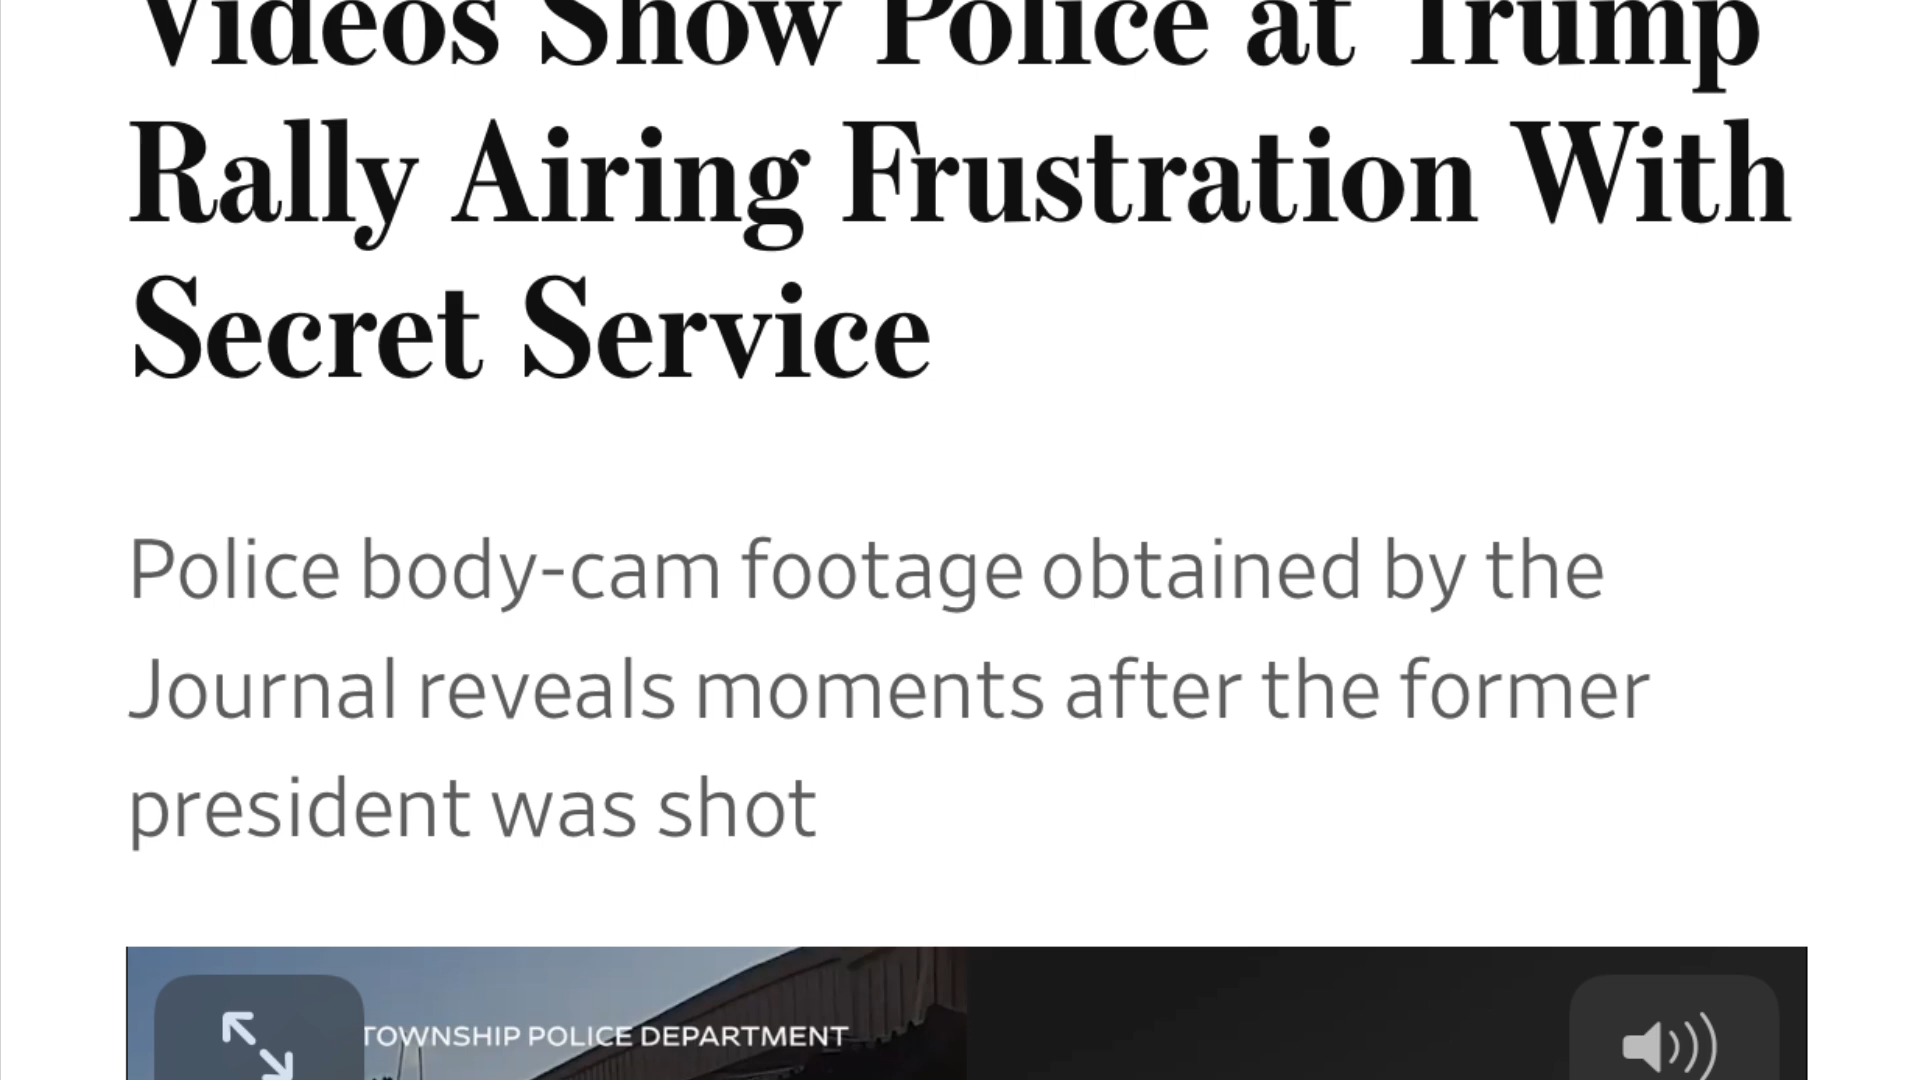 Videos Show Police at Trump
Rally Airing Frustration With
Secret Service
Police body-cam footage obtained by the
Journal reveals moments after the former
president was shot
TOWNSHIP POLICE DEPARTMENT